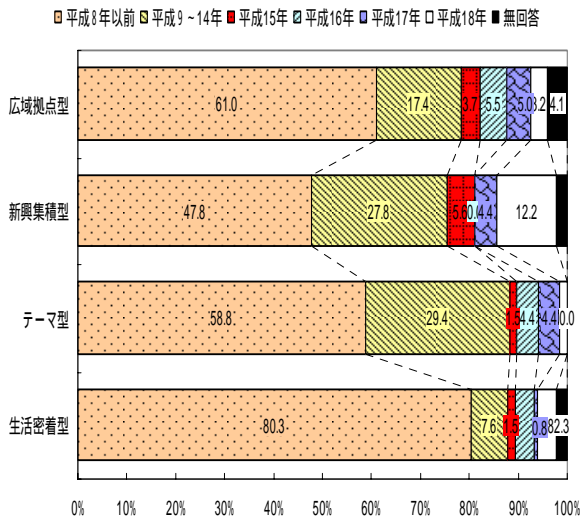 平成8年以前 平成9～14年 平成15年 平成16年 平成17年 平成18年 無回答
広域拠点型 61.0 17.4 3.7 5.5 5.0 3.2 4.1
新興集積型 47.8 27.8 5.6 0. 4.4 12.2
テーマ型 58.8 29.4 1.5 4.4 4.4 0.0
生活密着型 80.3 7.6 1.5 0.8 2.3
0% 10% 20% 30% 40% 50% 60% 70% 80% 90% 100%